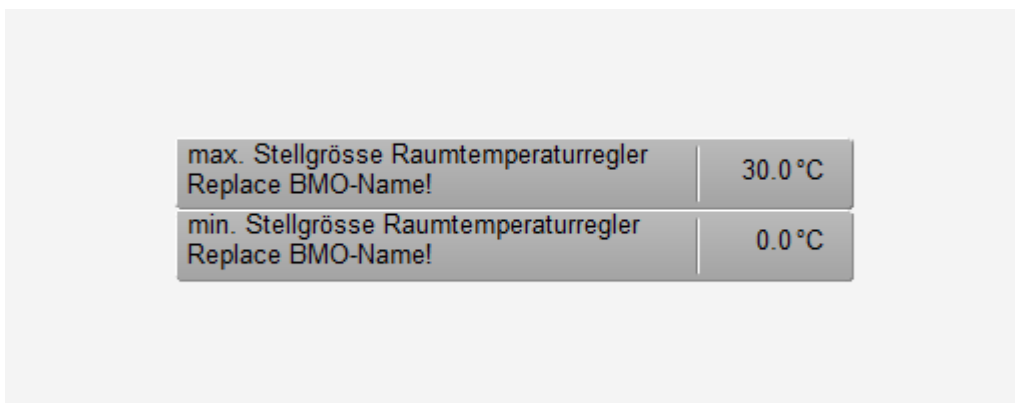 max. Stellgrösse Raumtemperaturregler
Replace BMO-Name!
30.0 °C
min. Stellgrösse Raumtemperaturregler
Replace BMO-Name!
0.0 °C